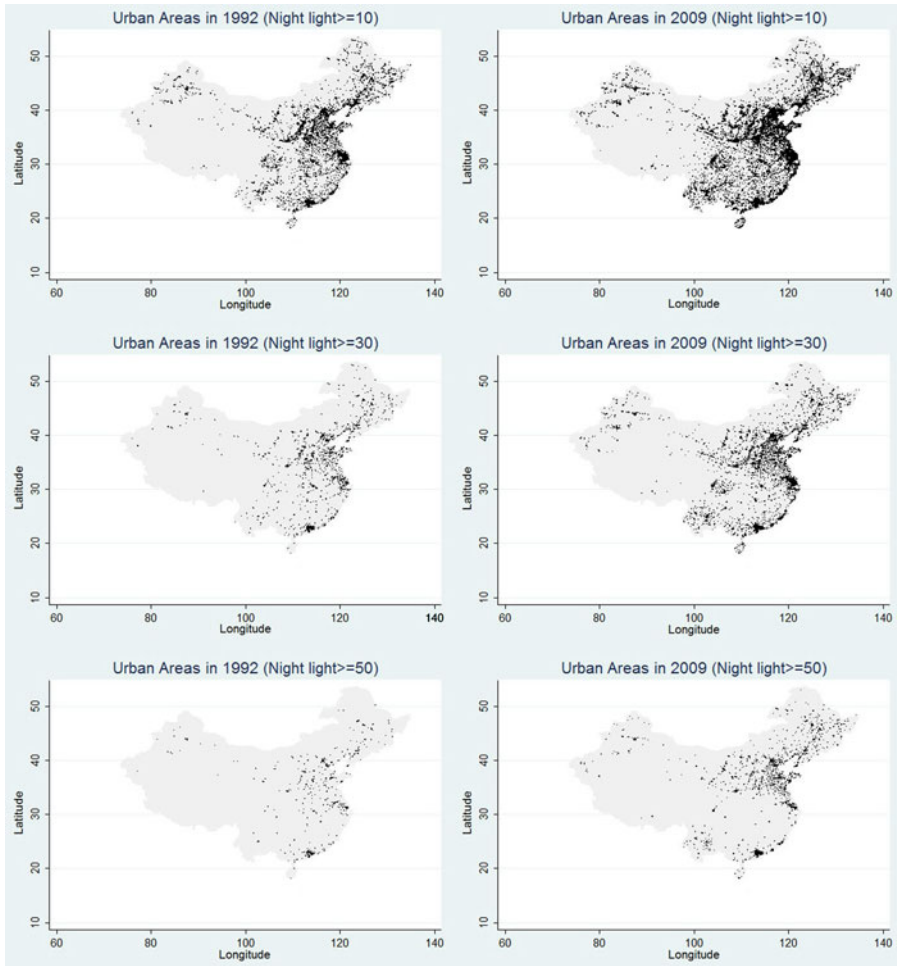 Urban Areas in 1992 (Night light>=10)
Latitude
50
40
30
20
10
60 80 100 120 140
Longitude
Urban Areas in 2009 (Night light>=10)
Latitude
50
40
30
20
10
60 80 100 120 140
Longitude
Urban Areas in 1992 (Night light>=30)
Latitude
50
40
30
20
10
60 80 100 120 140
Longitude
Urban Areas in 2009 (Night light>=30)
Latitude
50
40
30
20
10
60 80 100 120 140
Longitude
Urban Areas in 1992 (Night light>=50)
Latitude
50
40
30
20
10
60 80 100 120 140
Longitude
Urban Areas in 2009 (Night light>=50)
Latitude
50
40
30
20
10
60 80 100 120 140
Longitude